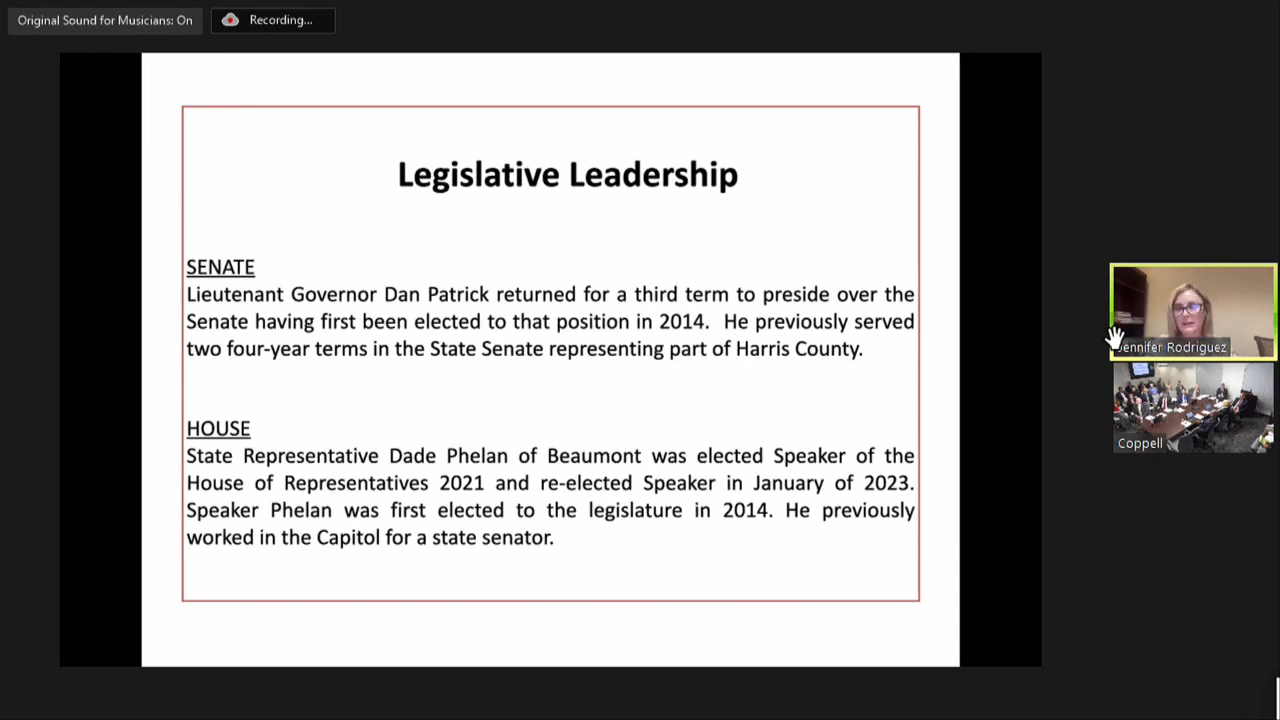 Original Sound for Musicians: On
Recording...
Legislative Leadership
SENATE
Lieutenant Governor Dan Patrick returned for a third term to preside over the
Senate having first been elected to that position in 2014.  He previously served
two four-year terms in the State Senate representing part of Harris County.
HOUSE
State Representative Dade Phelan of Beaumont was elected Speaker of the
House of Representatives 2021 and re-elected Speaker in January of 2023.
Speaker Phelan was first elected to the legislature in 2014. He previously
worked in the Capitol for a state senator.
Jennifer Rodriguez
Coppell